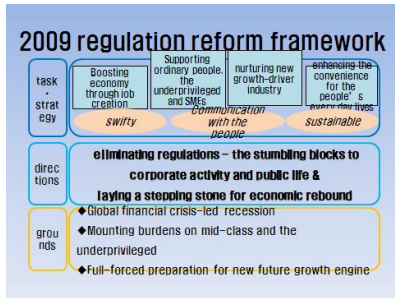 2009 regulation reform framework
task
·
strat
egy
Boosting
economy
through job
creation
Supporting
ordinary people.
the
underprivileged
and SMEs
nurturing new
growth-driver
industry
enhancing the
convenience
for the
people's
every day lives
swifty
Communication
with the
people
sustainable
direc
tions
eliminating regulations – the stumbling blocks to
corporate activity and public life &
laying a stepping stone for economic rebound
grou
nds
◆Global financial crisis-led recession
◆Mounting burdens on mid-class and the
underprivileged
◆Full-forced preparation for new future growth engine